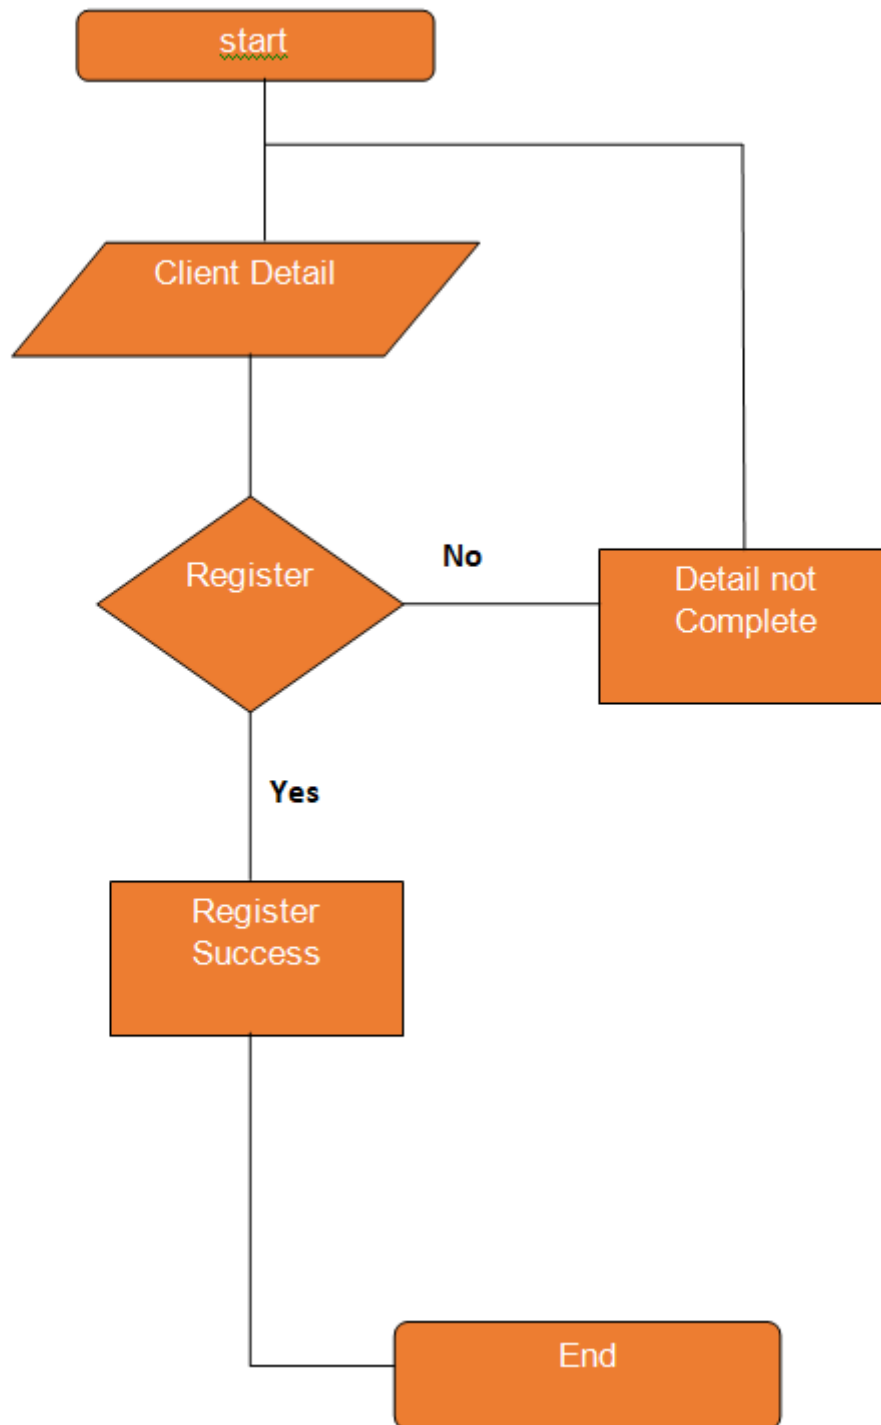 start
Client Detail
Register
No
Detail not
Complete
Yes
Register
Success
End